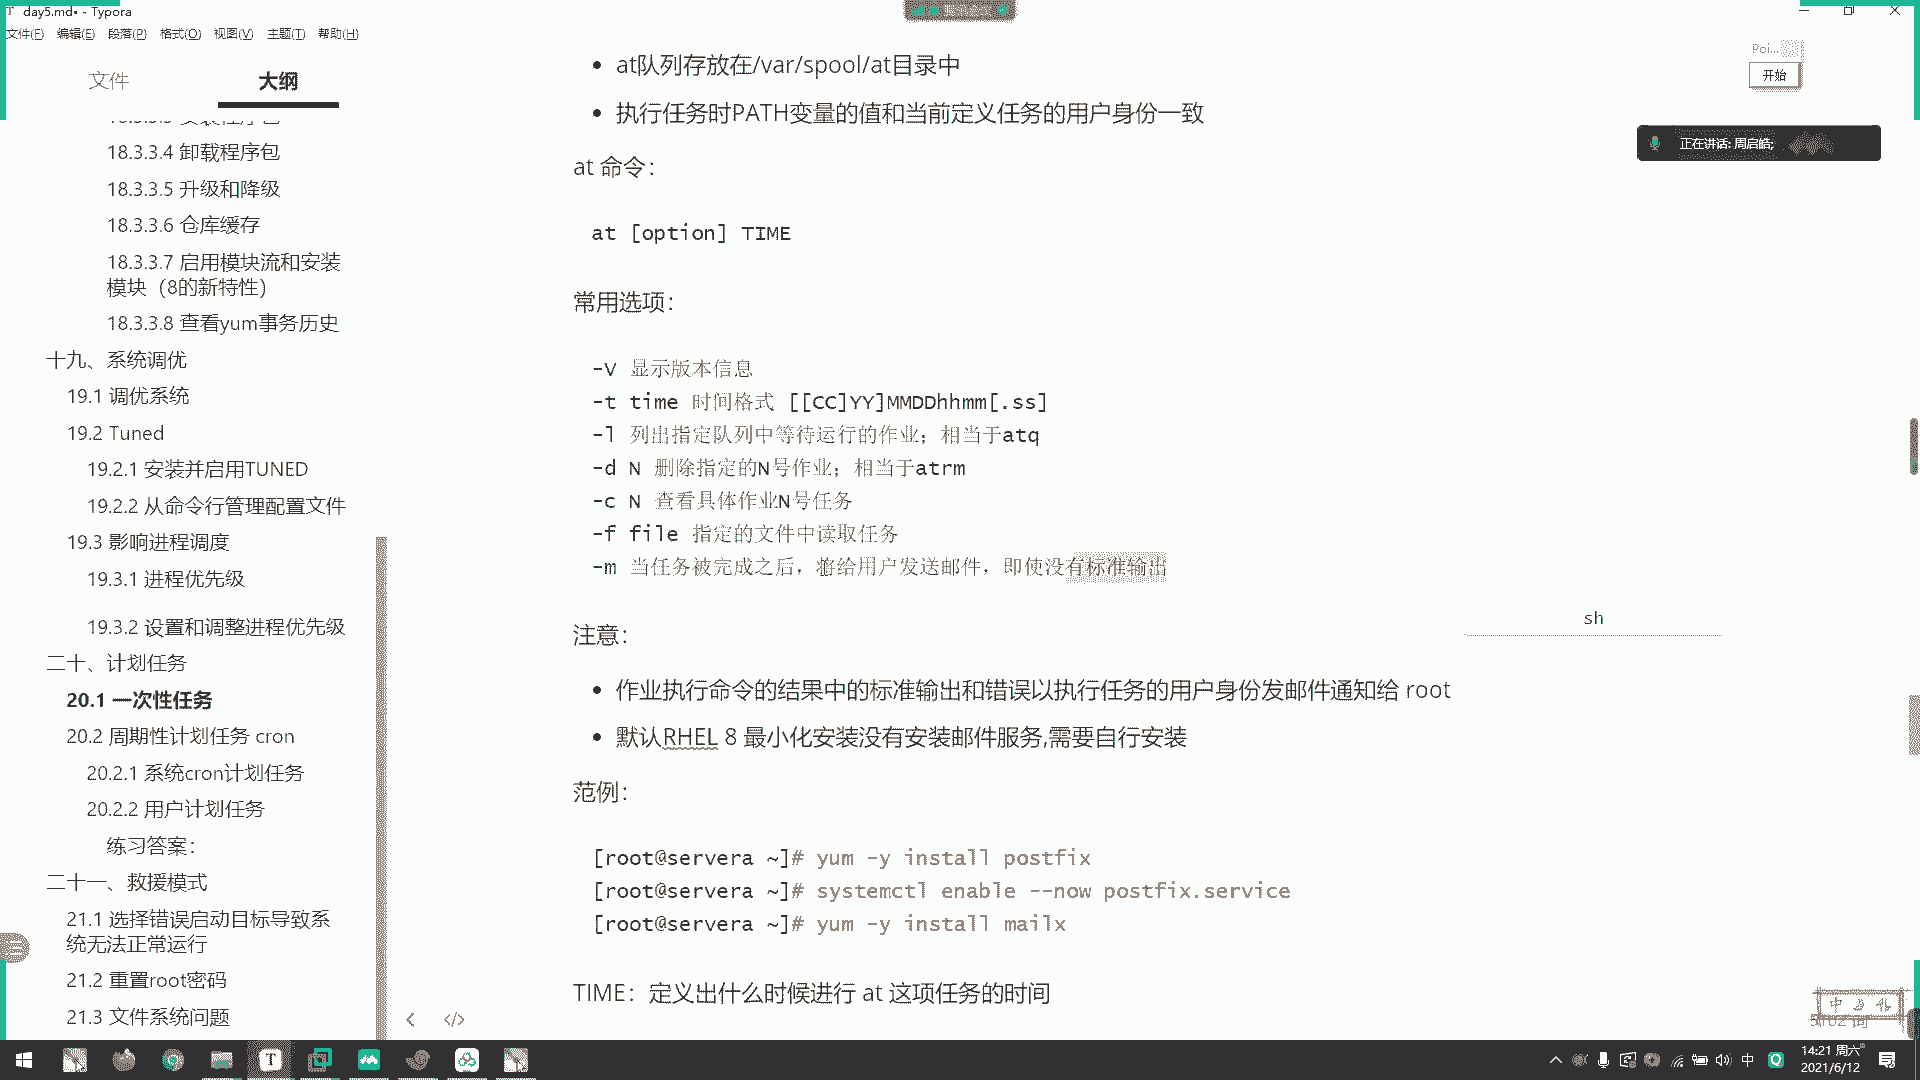 day5.md• - Typora
文件(F) 编辑(E) 段落(P) 格式(O) 视图(V) 主题(T) 帮助(H)
文件 大纲
18.3.3.4 卸载程序包
18.3.3.5 升级和降级
18.3.3.6 仓库缓存
18.3.3.7 启用模块流和安装
模块（8的新特性）
18.3.3.8 查看yum事务历史
十九、系统调优
19.1 调优系统
19.2 Tuned
19.2.1 安装并启用TUNED
19.2.2 从命令行管理配置文件
19.3 影响进程调度
19.3.1 进程优先级
19.3.2 设置和调整进程优先级
二十、计划任务
20.1 一次性任务
20.2 周期性计划任务 cron
20.2.1 系统cron计划任务
20.2.2 用户计划任务
练习答案：
二十一、救援模式
21.1 选择错误启动目标导致系
统无法正常运行
21.2 重置root密码
21.3 文件系统问题
at队列存放在/var/spool/at目录中
执行任务时PATH变量的值和当前定义任务的用户身份一致
at 命令：
at [option] TIME
常用选项：
-V 显示版本信息
-t time 时间格式 [[CC]YY]MMDDhhmm[.ss]
-l 列出指定队列中等待运行的作业；相当于atq
-d N 删除指定的N号作业；相当于atrm
-c N 查看具体作业N号任务
-f file 指定的文件中读取任务
-m 当任务被完成之后，将给用户发送邮件，即使没有标准输出
sh
注意：
作业执行命令的结果中的标准输出和错误以执行任务的用户身份发邮件通知给 root
默认RHEL 8 最小化安装没有安装邮件服务,需要自行安装
范例：
[root@servera ~]# yum -y install postfix
[root@servera ~]# systemctl enable --now postfix.service
[root@servera ~]# yum -y install mailx
TIME：定义出什么时候进行 at 这项任务的时间
Poi...
开始
正在讲话: 周启皓;
中
14:21 周六
2021/6/12